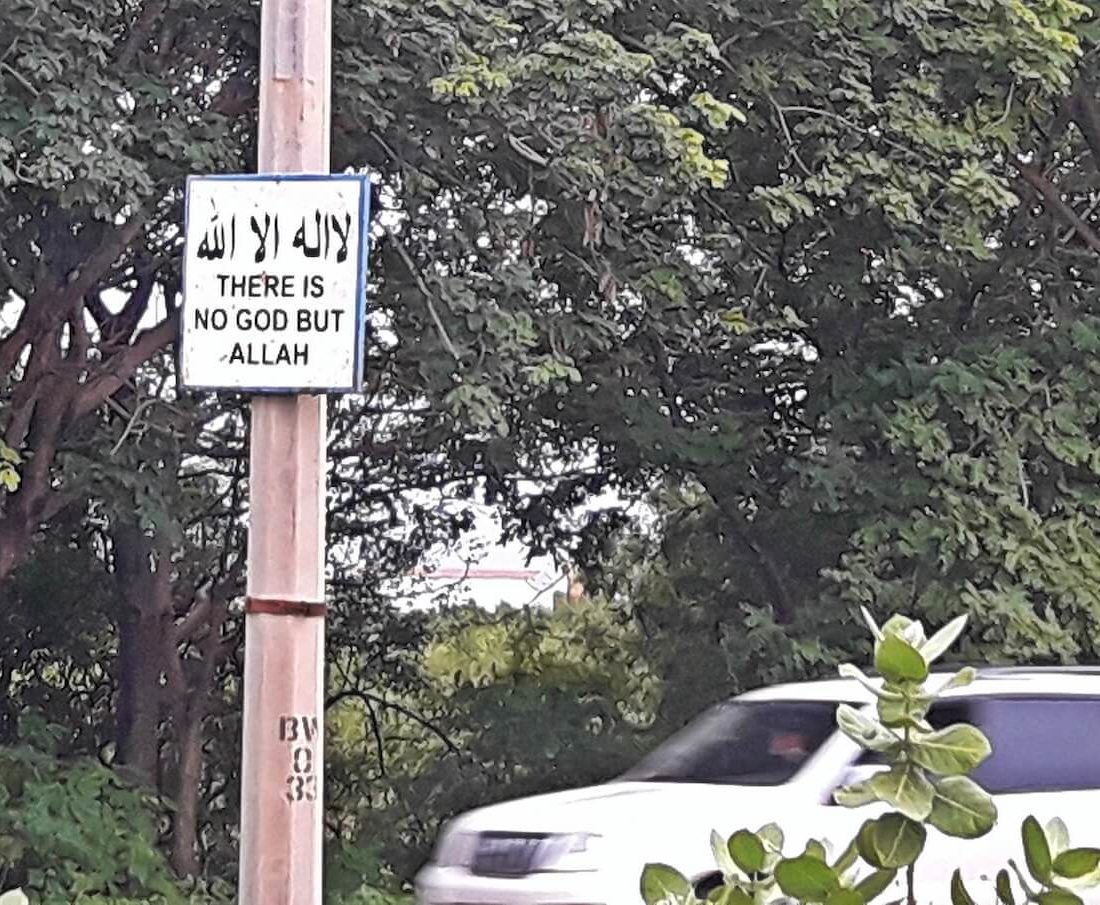 لااله الا الله
THERE IS
NO GOD BUT
ALLAH
BW
0
33